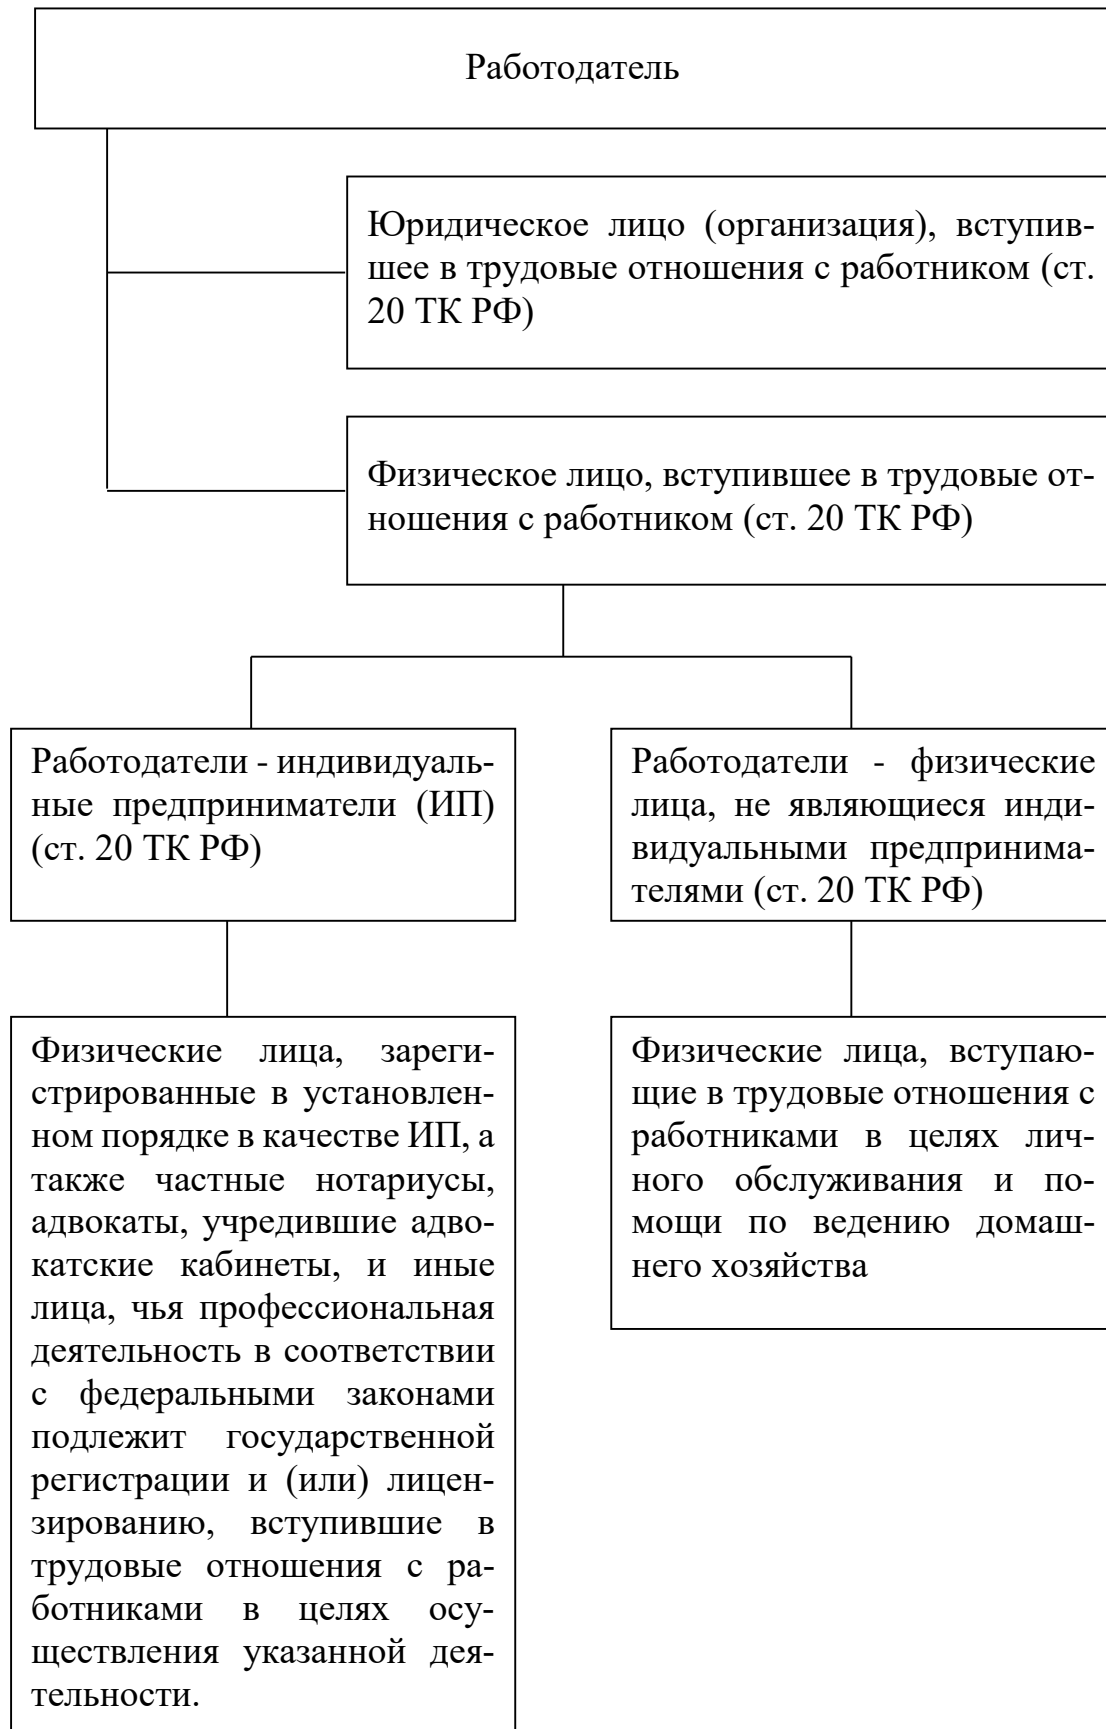 Работодатель
Юридическое лицо (организация), вступив-
шее в трудовые отношения с работником (ст.
20 ТК РФ)
Физическое лицо, вступившее в трудовые от-
ношения с работником (ст. 20 ТК РФ)
Работодатели - индивидуаль-
ные предприниматели (ИП)
(ст. 20 ТК РФ)
Работодатели - физические
лица, не являющиеся инди-
видуальными предпринима-
телями (ст. 20 ТК РФ)
Физические лица, зареги-
стрированные в установлен-
ном порядке в качестве ИП, а
также частные нотариусы,
адвокаты, учредившие адво-
катские кабинеты, и иные
лица, чья профессиональная
деятельность в соответствии
с федеральными законами
подлежит государственной
регистрации и (или) лицен-
зированию, вступившие в
трудовые отношения с ра-
ботниками в целях осу-
ществления указанной дея-
тельности.
Физические лица, вступаю-
щие в трудовые отношения с
работниками в целях лич-
ного обслуживания и по-
мощи по ведению домаш-
него хозяйства